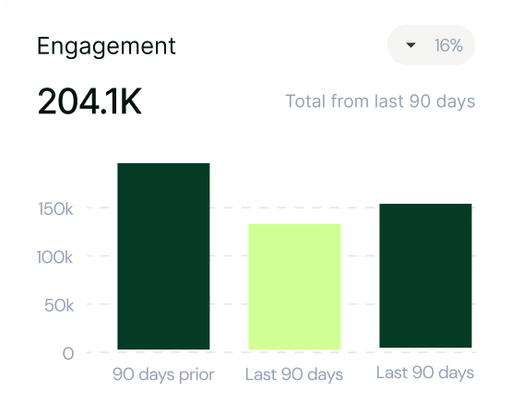 Engagement
16%
204.1K
Total from last 90 days
150k
100k
50k
0
90 days prior
Last 90 days
Last 90 days